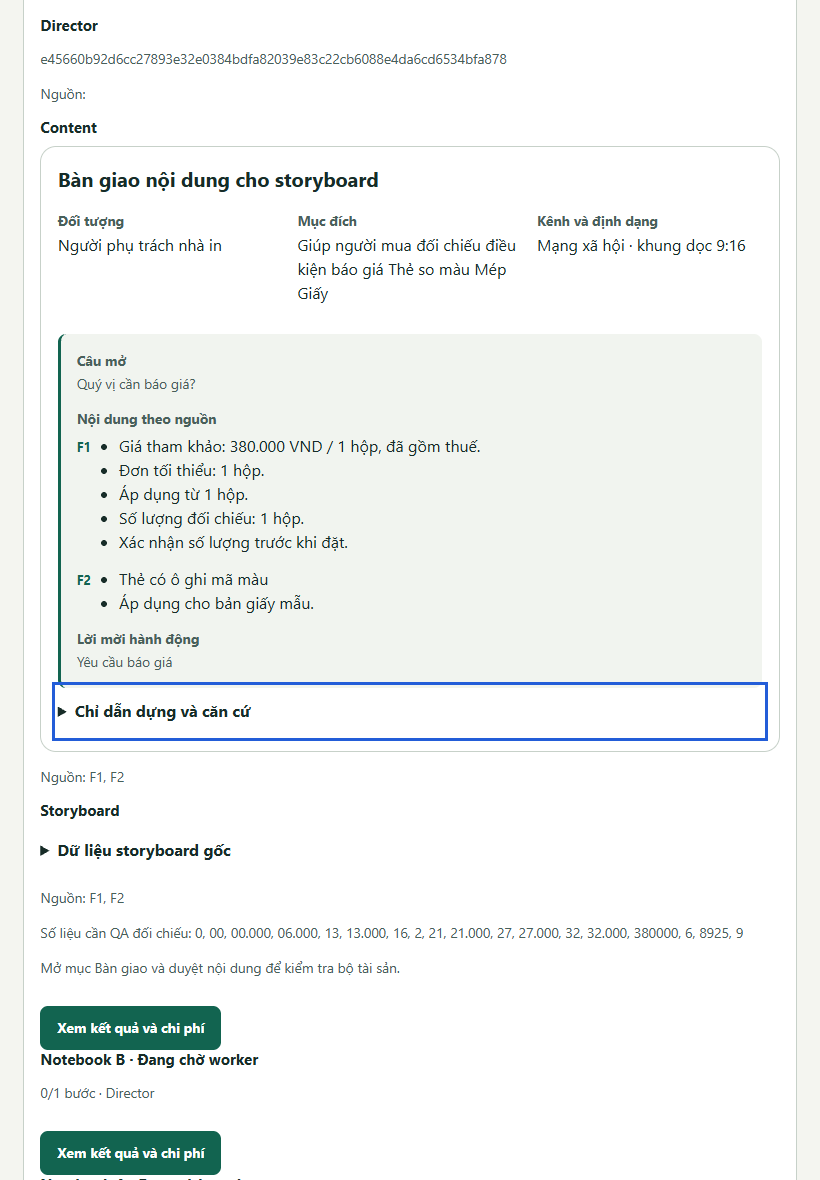 Director
e45660b92d6cc27893e32e0384bdfa82039e83c22cb6088e4da6cd6534bfa878
Nguồn:
Content
Bàn giao nội dung cho storyboard
Đối tượng
Người phụ trách nhà in
Mục đích
Giúp người mua đối chiếu điều
kiện báo giá Thẻ so màu Mép
Giấy
Kênh và định dạng
Mạng xã hội · khung dọc 9:16
Câu mở
Quý vị cần báo giá?
Nội dung theo nguồn
F1 • Giá tham khảo: 380.000 VND / 1 hộp, đã gồm thuế.
• Đơn tối thiểu: 1 hộp.
• Áp dụng từ 1 hộp.
• Số lượng đối chiếu: 1 hộp.
• Xác nhận số lượng trước khi đặt.
F2 • Thẻ có ô ghi mã màu
• Áp dụng cho bản giấy mẫu.
Lời mời hành động
Yêu cầu báo giá
Chỉ dẫn dựng và căn cứ
Nguồn: F1, F2
Storyboard
Dữ liệu storyboard gốc
Nguồn: F1, F2
Số liệu cần QA đối chiếu: 0, 00, 00.000, 06.000, 13, 13.000, 16, 2, 21, 21.000, 27, 27.000, 32, 32.000, 380000, 6, 8925, 9
Mở mục Bàn giao và duyệt nội dung để kiểm tra bộ tài sản.
Xem kết quả và chi phí
Notebook B · Đang chờ worker
0/1 bước · Director
Xem kết quả và chi phí